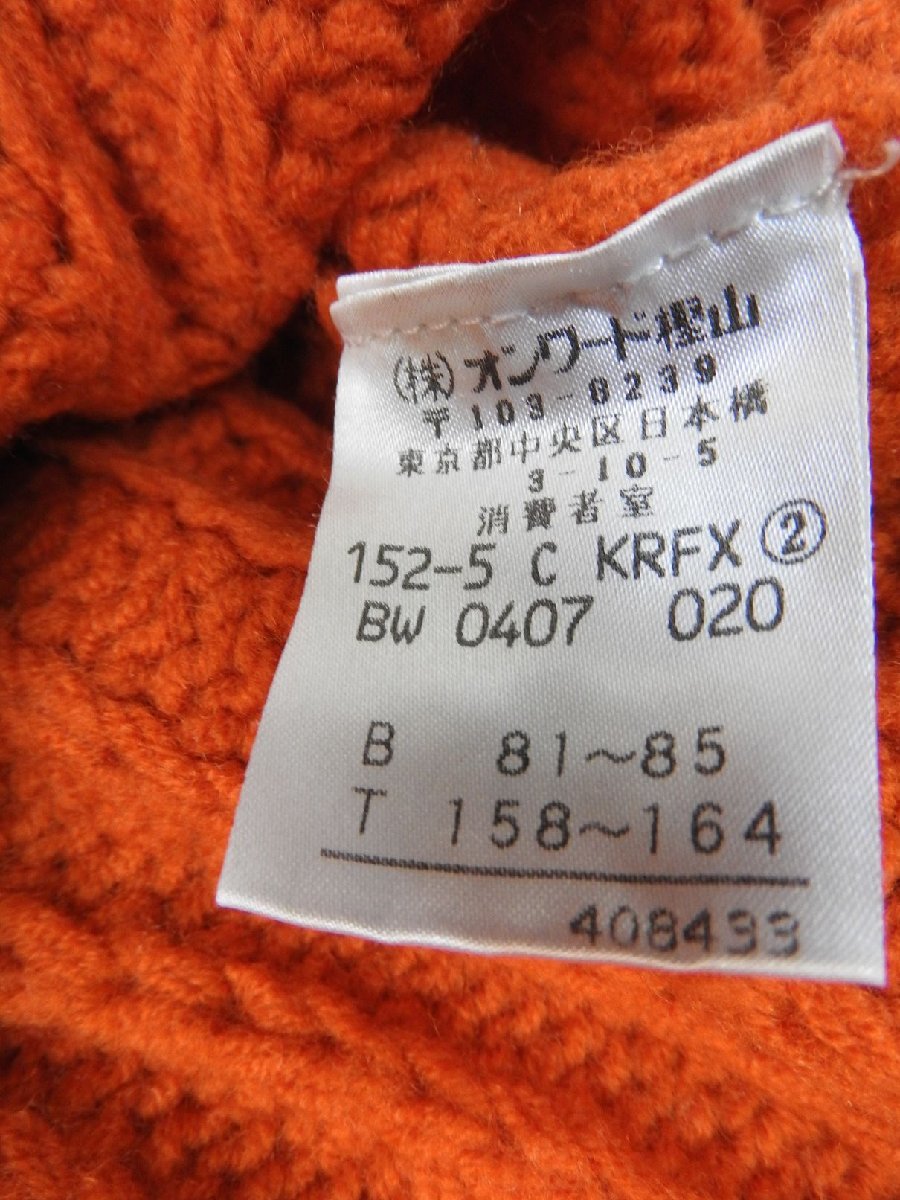 (株)オンワード樫山
〒103-8239
東京都中央区日本橋
3-10-5
消費者室
152-5 C KRFX ②
BW 0407 020
B 81~85
T 158~164
408433